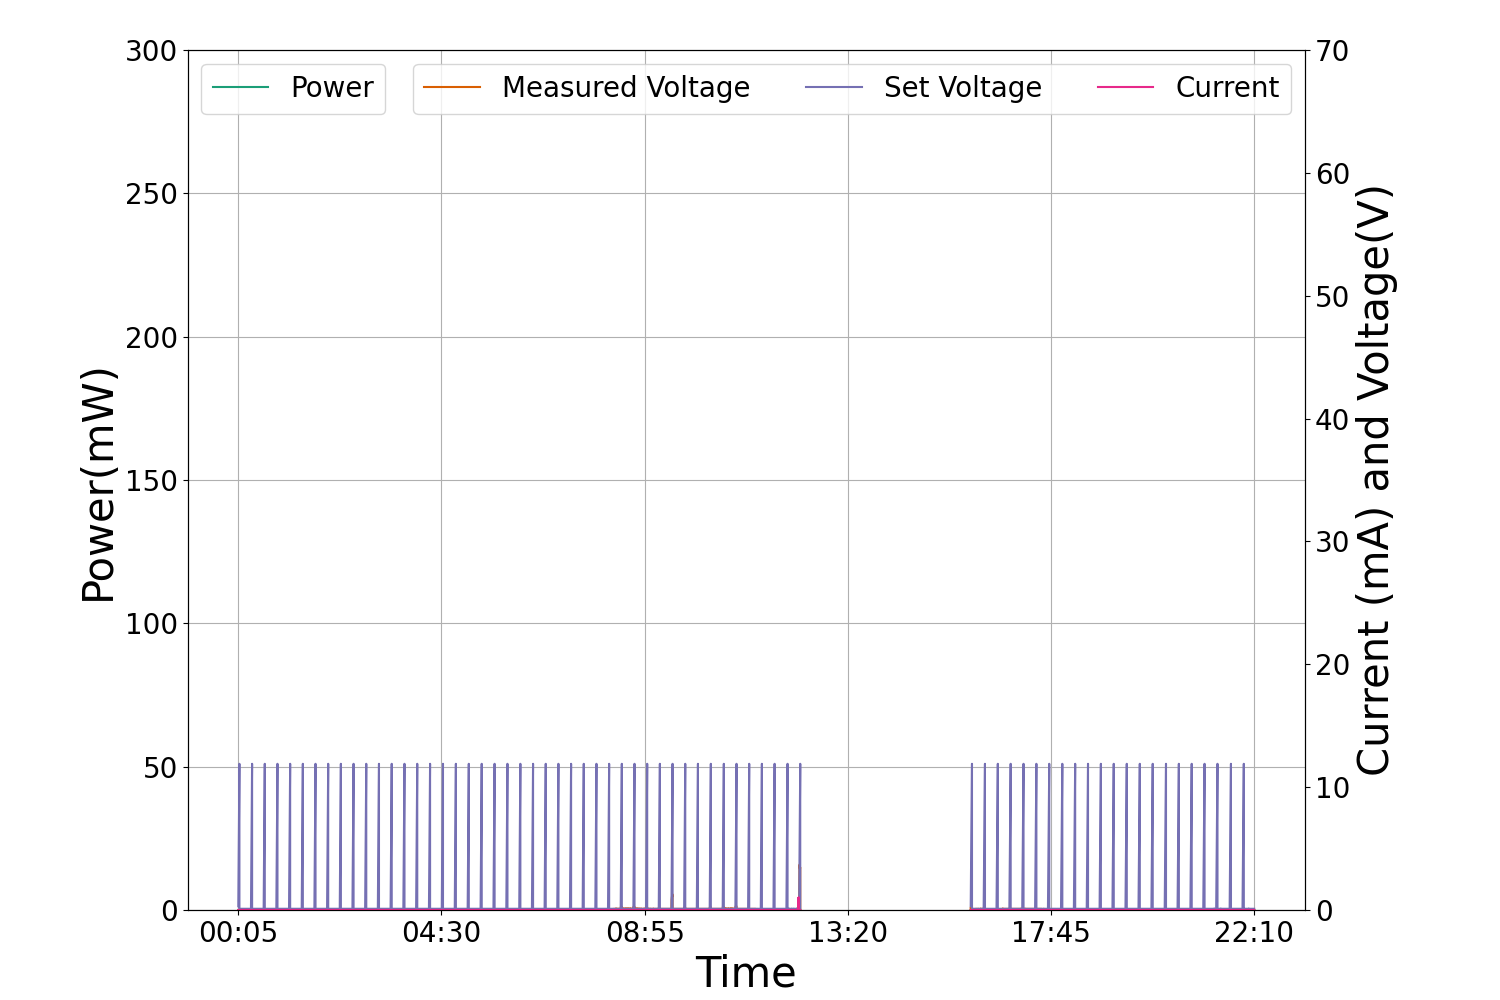 Power
Measured Voltage
Set Voltage
Current
300
250
200
150
100
50
0
Power(mW)
70
60
50
40
30
20
10
0
Current (mA) and Voltage(V)
00:05 04:30 08:55 13:20 17:45 22:10
Time